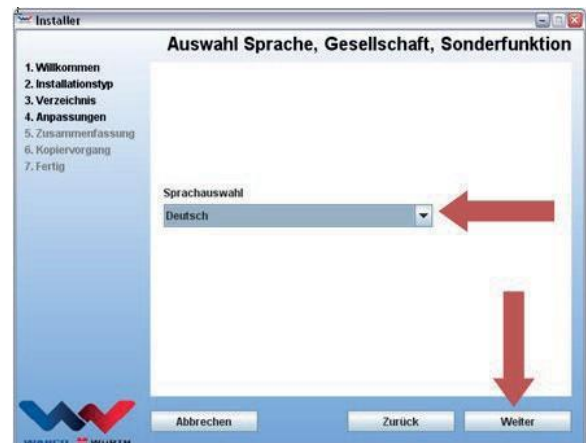 Installer
Auswahl Sprache, Gesellschaft, Sonderfunktion
1. Willkommen
2. Installationstyp
3. Verzeichnis
4. Anpassungen
5. Zusammenfassung
6. Kopiervorgang
7. Fertig
Sprachauswahl
Deutsch
Abbrechen
Zurück
Weiter